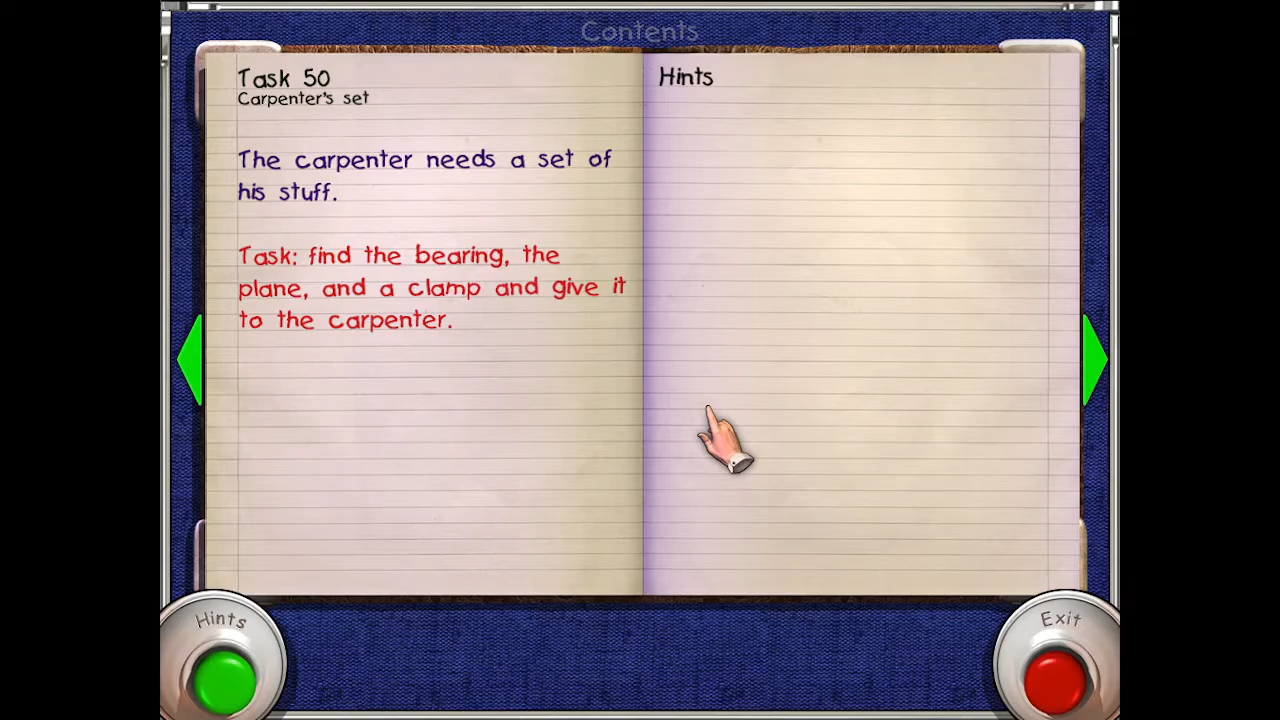 Contents
Task 50
Carpenter's set
The carpenter needs a set of
his stuff.
Task: find the bearing, the
plane, and a clamp and give it
to the carpenter.
Hints
Hints
Exit